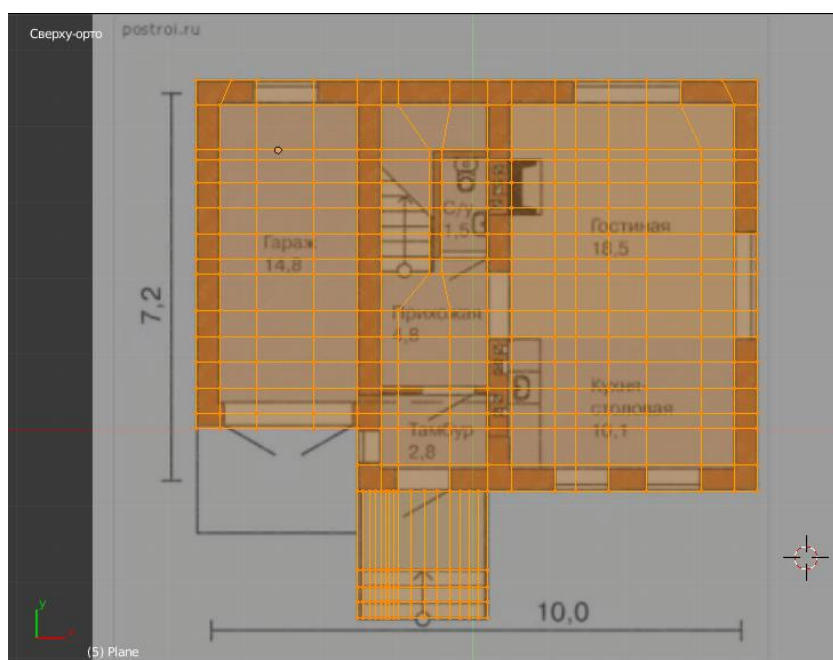 Сверху-орто
postroi.ru
С/у
1,5
Гараж
14,8
Гостиная
18,5
7,2
Прихожая
4,8
Кухня-
столовая
10,1
Тамбур
2,8
10,0
y
x
(5) Plane